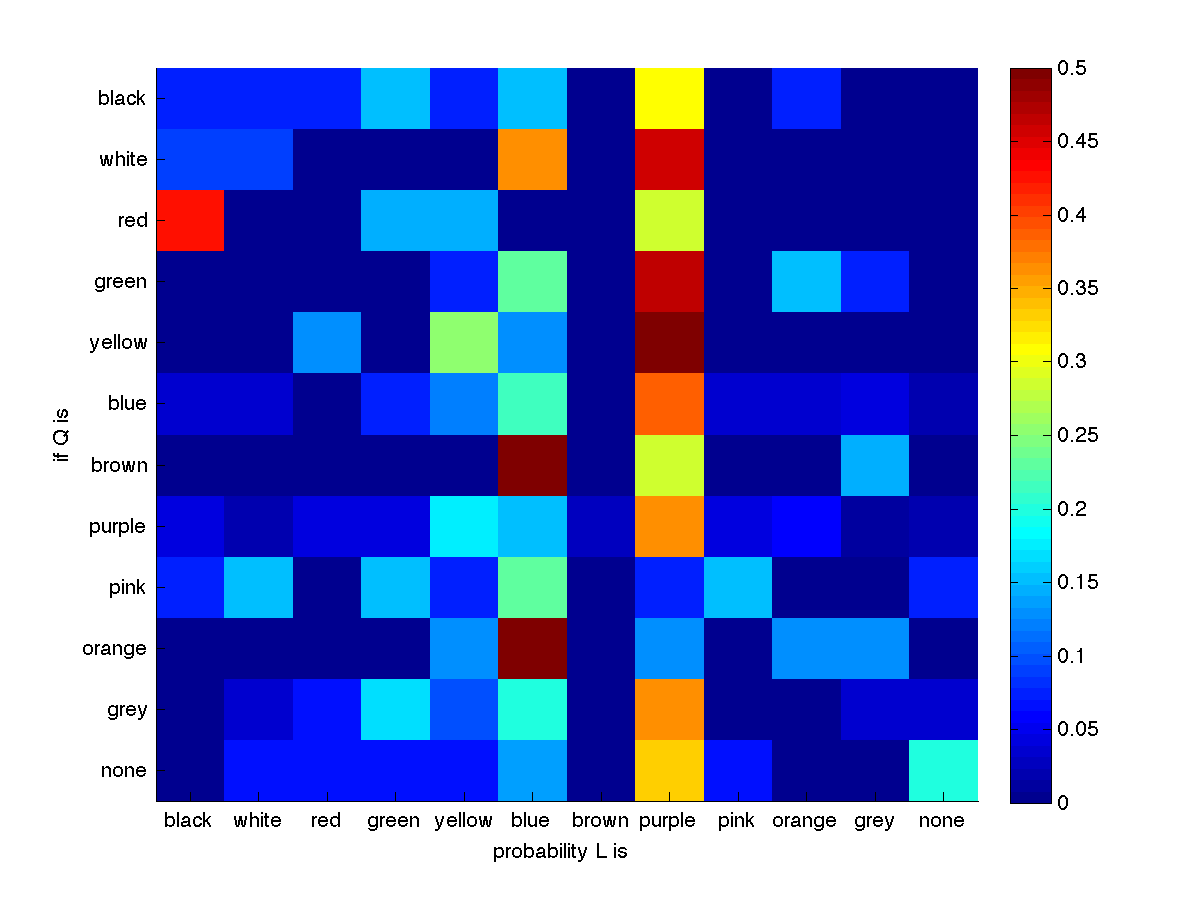 black
white
red
green
yellow
blue
brown
purple
pink
orange
grey
none
if Q is
black white red green yellow blue brown purple pink orange grey none
probability L is
0.5
0.45
0.4
0.35
0.3
0.25
0.2
0.15
0.1
0.05
0